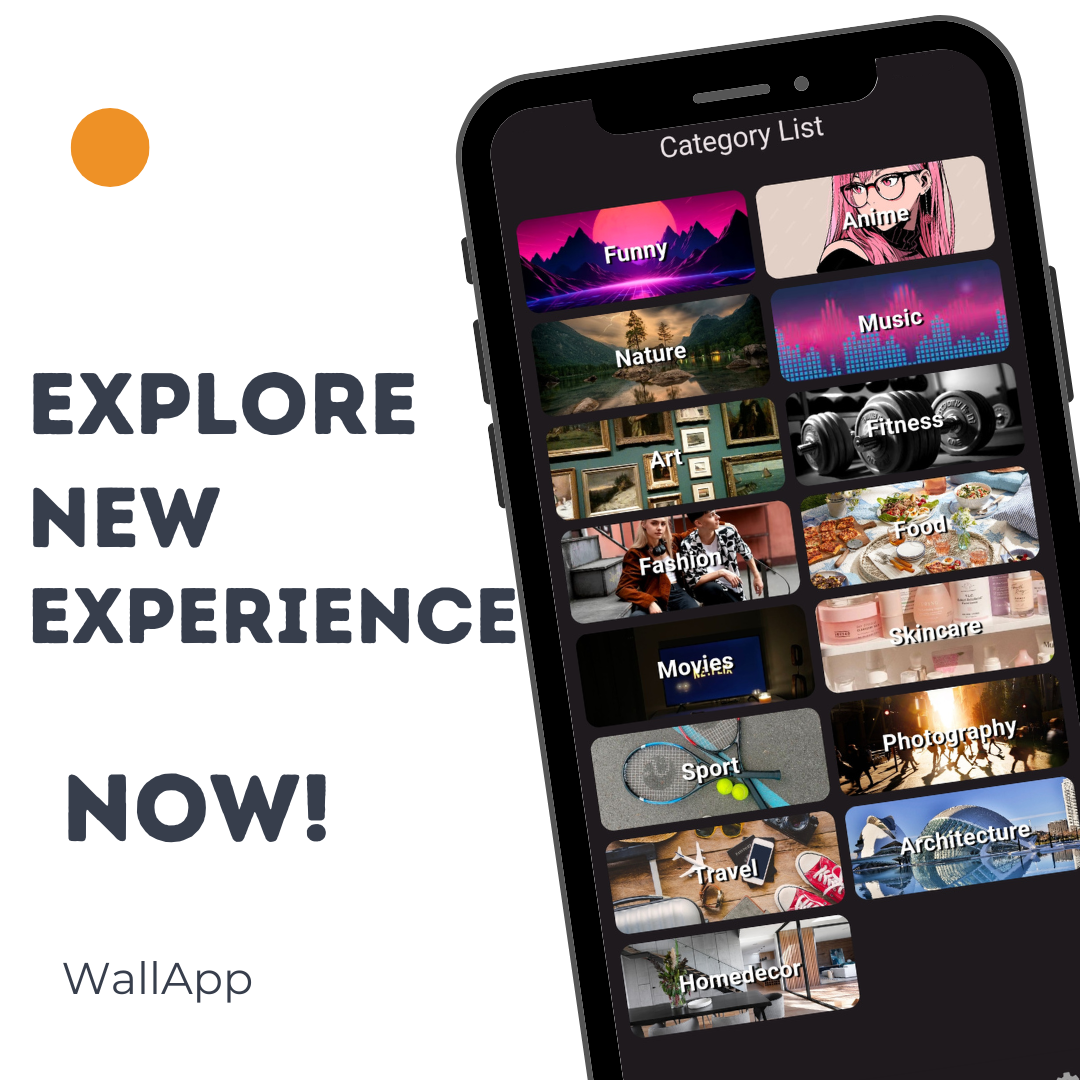 EXPLORE
NEW
EXPERIENCE
NOW!
WallApp
Category List
Funny
Anime
Nature
Music
Art
Fitness
Fashion
Food
Movies
Skincare
Sport
Photography
Travel
Architecture
Homedecor